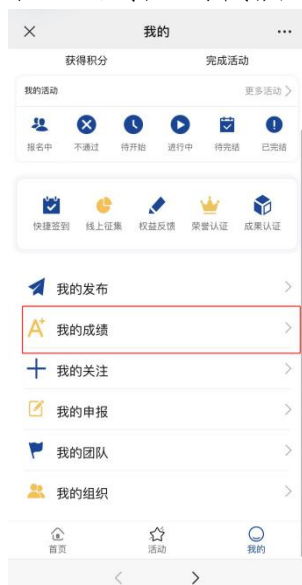 我的
获得积分 完成活动
我的活动 更多活动
报名中 不通过 待开始 进行中 待完结 已完结
快捷签到 线上征集 权益反馈 荣誉认证 成果认证
我的发布
我的成绩
我的关注
我的申报
我的团队
我的组织
首页 活动 我的